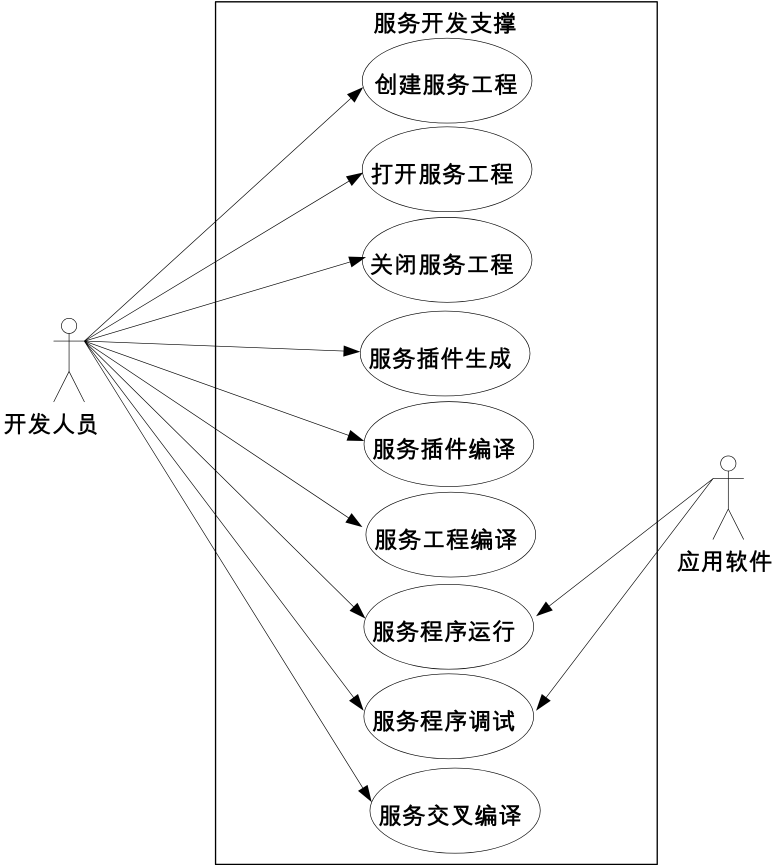 服务开发支撑
创建服务工程
打开服务工程
关闭服务工程
服务插件生成
开发人员
服务插件编译
服务工程编译
应用软件
服务程序运行
服务程序调试
服务交叉编译